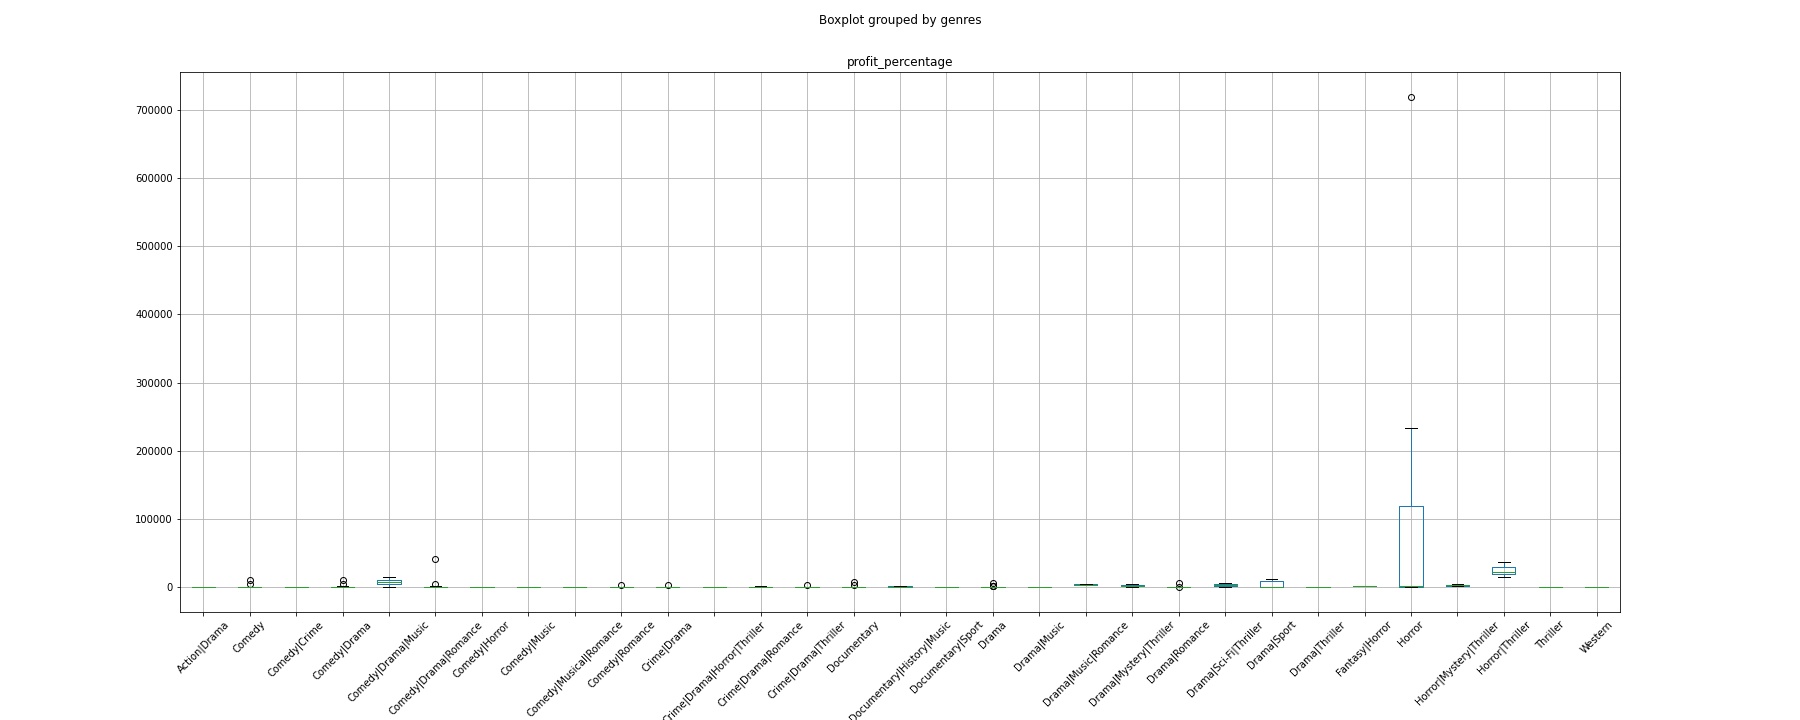 Boxplot grouped by genres
profit_percentage
700000
600000
500000
400000
300000
200000
100000
0
Action|Drama
Comedy
Comedy|Crime
Comedy|Drama
Comedy|Drama|Music
Comedy|Drama|Romance
Comedy|Horror
Comedy|Music
Comedy|Musical|Romance
Comedy|Romance
Crime|Drama
Crime|Drama|Horror|Thriller
Crime|Drama|Romance
Crime|Drama|Thriller
Documentary
Documentary|History|Music
Documentary|Sport
Drama
Drama|Music
Drama|Music|Romance
Drama|Mystery|Thriller
Drama|Romance
Drama|Sci-Fi|Thriller
Drama|Sport
Drama|Thriller
Fantasy|Horror
Horror
Horror|Mystery|Thriller
Horror|Thriller
Thriller
Western